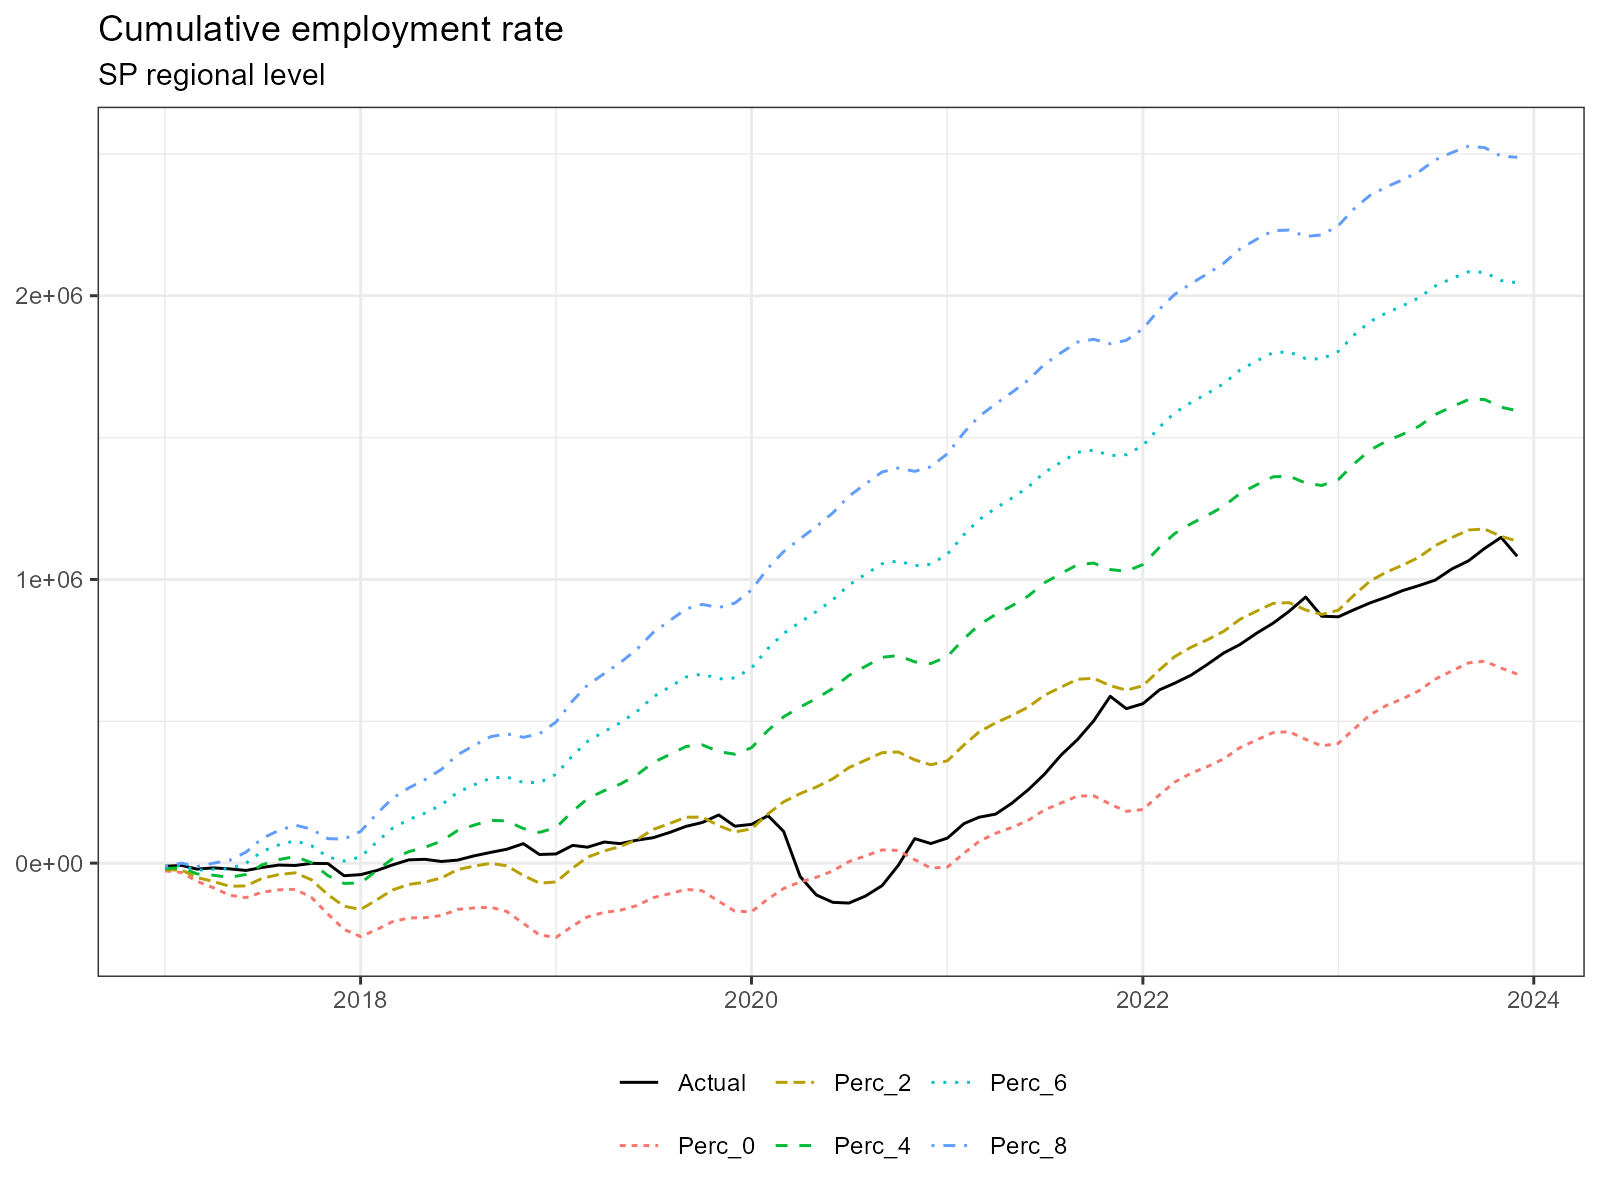 Cumulative employment rate
SP regional level
2e+06
1e+06
0e+00
2018 2020 2022 2024
Actual Perc_2 Perc_6
Perc_0 Perc_4 Perc_8